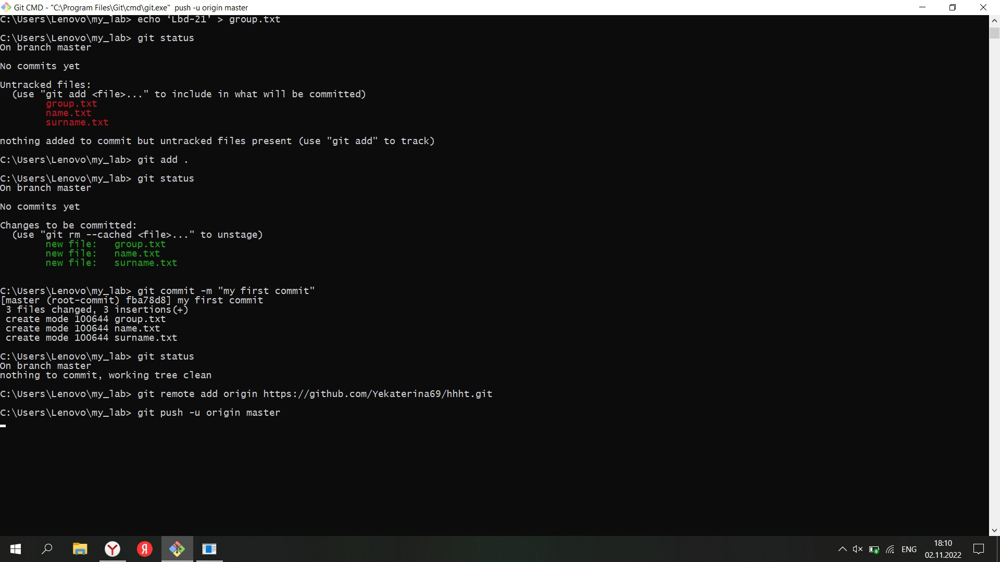 Git CMD - "C:\Program Files\Git\cmd\git.exe" push -u origin master
C:\Users\Lenovo\my_lab> echo ‘Lbd-21’ > group.txt
C:\Users\Lenovo\my_lab> git status
On branch master
No commits yet
Untracked files:
(use "git add <file>..." to include in what will be committed)
group.txt
name.txt
surname.txt
nothing added to commit but untracked files present (use "git add" to track)
C:\Users\Lenovo\my_lab> git add .
C:\Users\Lenovo\my_lab> git status
On branch master
No commits yet
Changes to be committed:
(use "git rm --cached <file>..." to unstage)
new file: group.txt
new file: name.txt
new file: surname.txt
C:\Users\Lenovo\my_lab> git commit -m "my first commit"
[master (root-commit) fba78d8] my first commit
3 files changed, 3 insertions(+)
create mode 100644 group.txt
create mode 100644 name.txt
create mode 100644 surname.txt
C:\Users\Lenovo\my_lab> git status
On branch master
nothing to commit, working tree clean
C:\Users\Lenovo\my_lab> git remote add origin https://github.com/Yekaterina69/hhht.git
C:\Users\Lenovo\my_lab> git push -u origin master
Я
ENG
18:10
02.11.2022